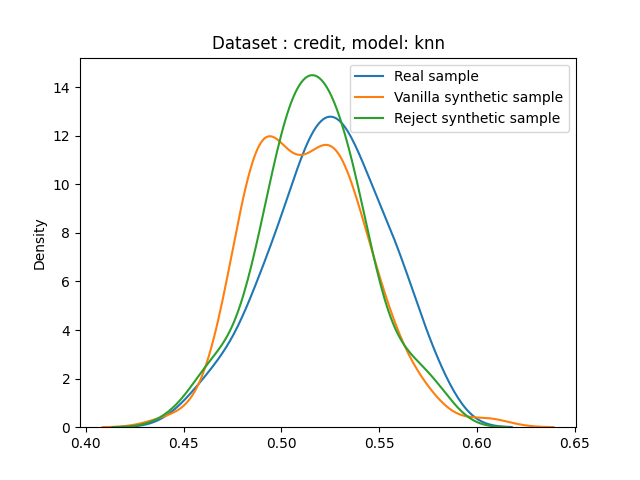 Dataset : credit, model: knn
Real sample
Vanilla synthetic sample
Reject synthetic sample
Density
14
12
10
8
6
4
2
0
0.40 0.45 0.50 0.55 0.60 0.65